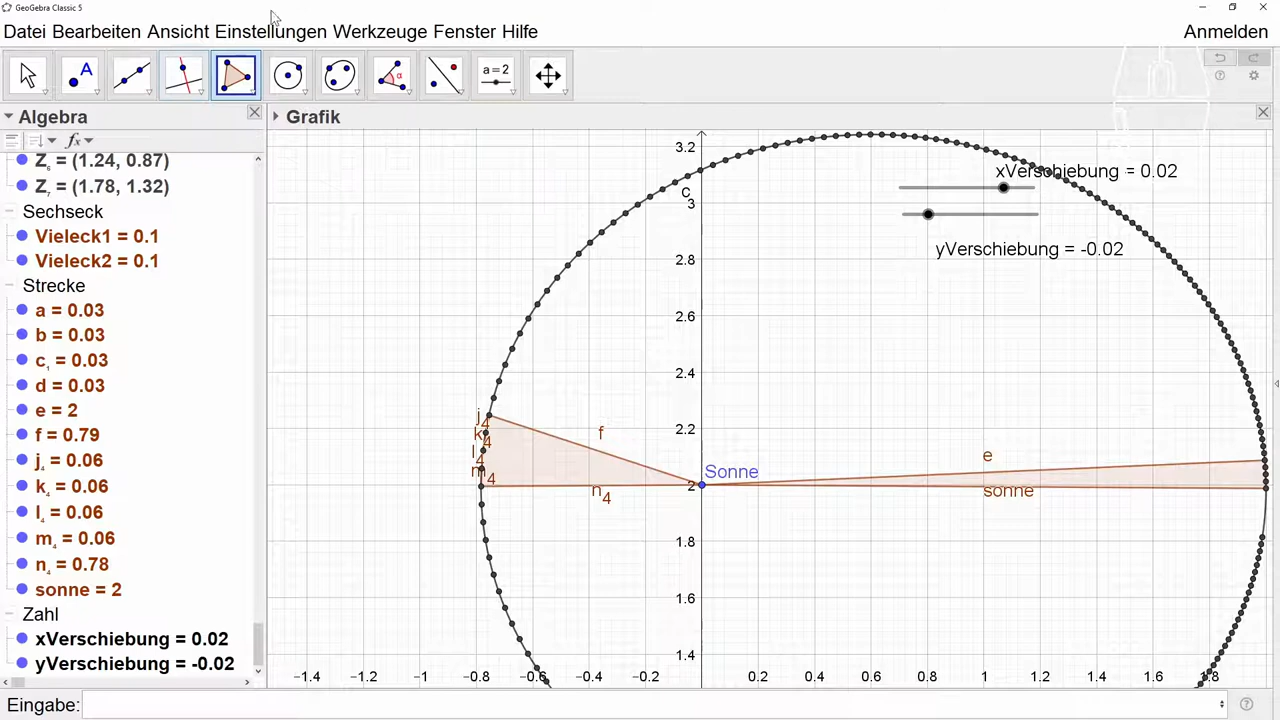 GeoGebra Classic 5
Datei Bearbeiten Ansicht Einstellungen Werkzeuge Fenster Hilfe
Anmelden
A
α
a = 2
Algebra
Grafik
fx
Z₆ = (1.24, 0.87)
Z₇ = (1.78, 1.32)
Sechseck
Vieleck1 = 0.1
Vieleck2 = 0.1
Strecke
a = 0.03
b = 0.03
c₁ = 0.03
d = 0.03
e = 2
f = 0.79
j₄ = 0.06
k₄ = 0.06
l₄ = 0.06
m₄ = 0.06
n₄ = 0.78
sonne = 2
Zahl
xVerschiebung = 0.02
yVerschiebung = -0.02
3.2
c
3
2.8
2.6
2.4
2.2
2
1.8
1.6
1.4
xVerschiebung = 0.02
yVerschiebung = -0.02
j₄
k₄
l₄
m₄
f
n₄
Sonne
e
sonne
-1.4 -1.2 -1 -0.8 -0.6 -0.4 -0.2 0.2 0.4 0.6 0.8 1 1.2 1.4 1.6 1.8
Eingabe: